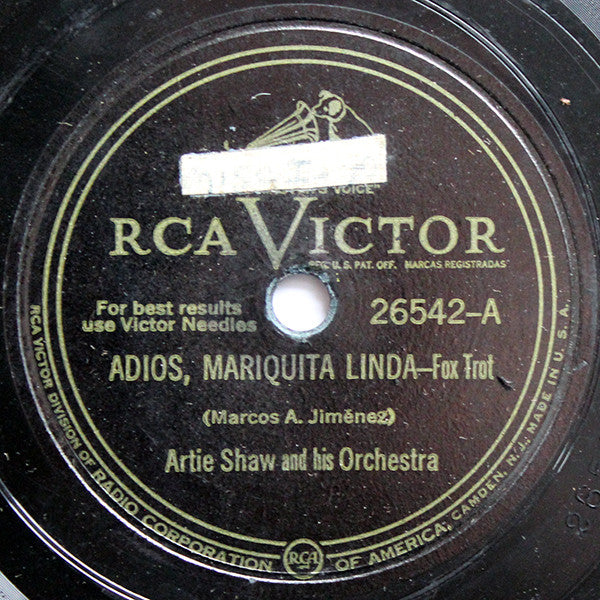 VOICE"
RCA VICTOR
REG. U. S. PAT. OFF. MARCAS REGISTRADAS
For best results
use Victor Needles
26542-A
ADIOS, MARIQUITA LINDA—Fox Trot
(Marcos A. Jiménez)
Artie Shaw and his Orchestra
RCA VICTOR DIVISION OF RADIO CORPORATION OF AMERICA, CAMDEN, N. J., MADE IN U. S. A.
RCA